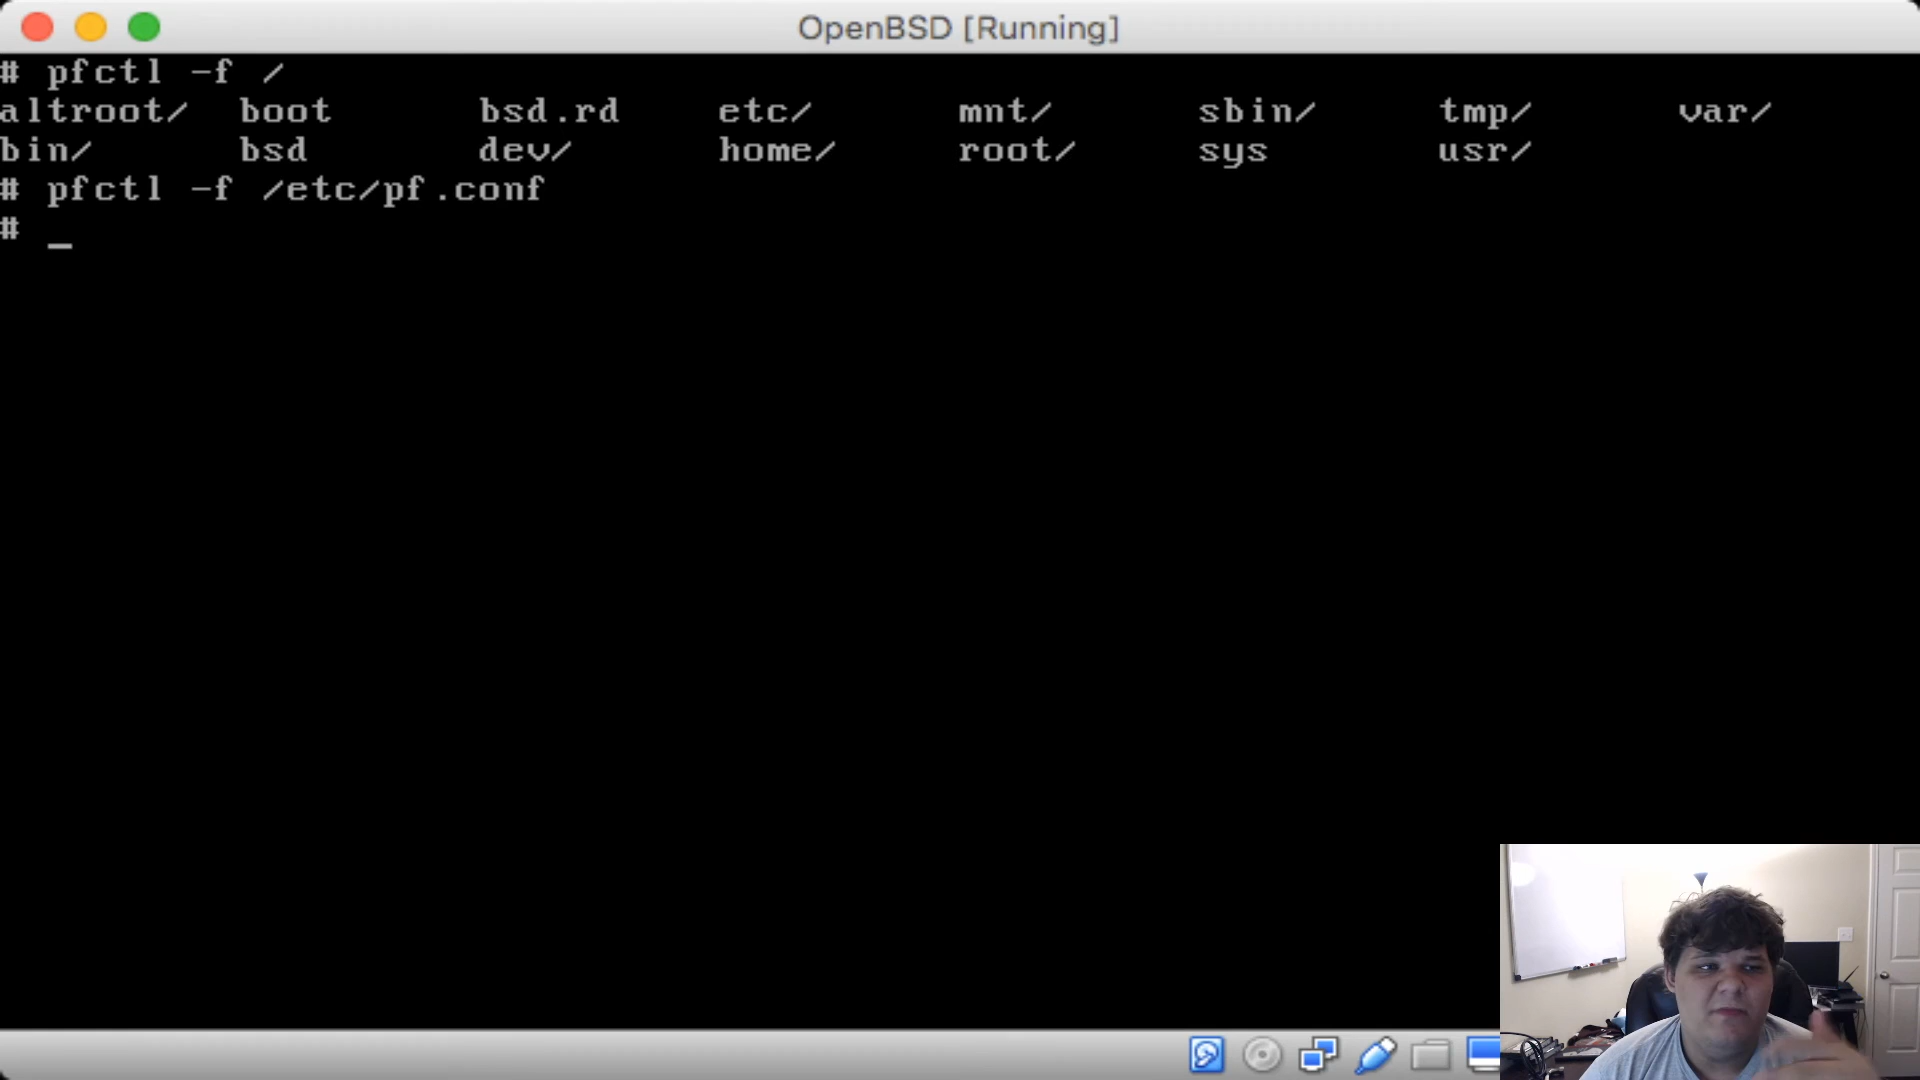 OpenBSD [Running]
# pfctl -f /
altroot/ boot bsd.rd etc/ mnt/ sbin/ tmp/ var/
bin/ bsd dev/ home/ root/ sys usr/
# pfctl -f /etc/pf.conf
# _